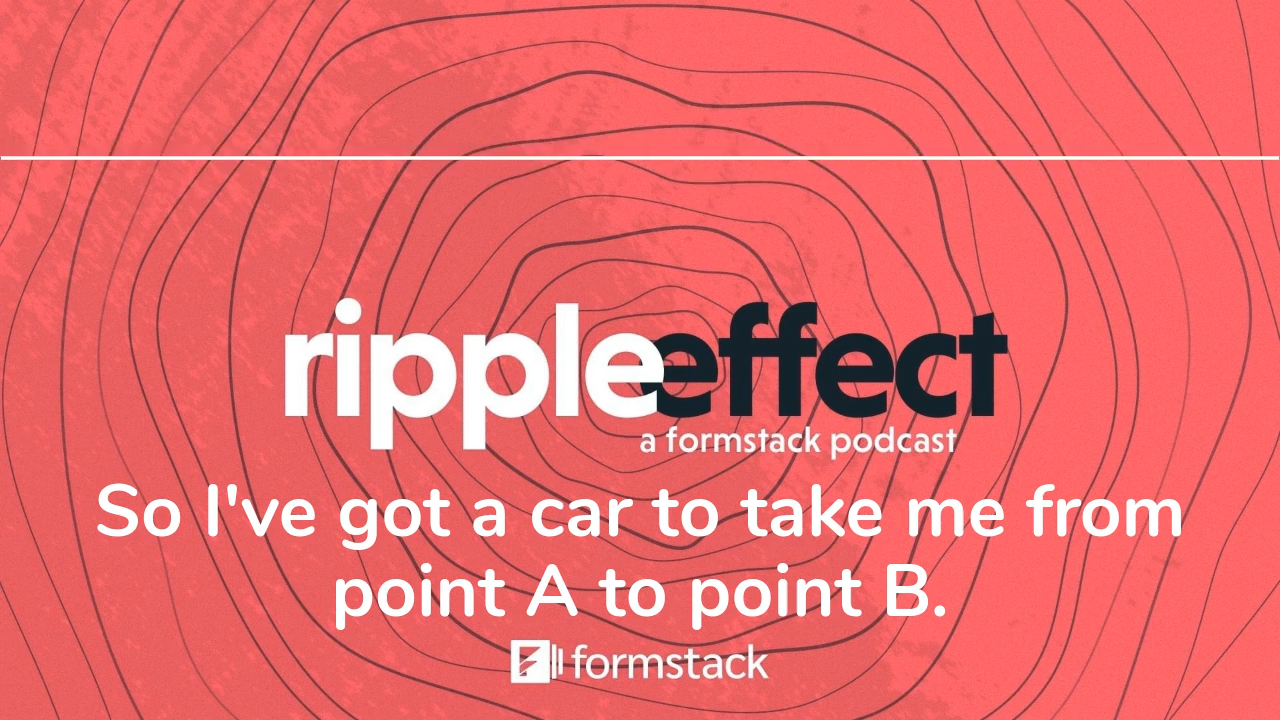 rippleeffect
a formstack podcast
So I've got a car to take me from
point A to point B.
formstack